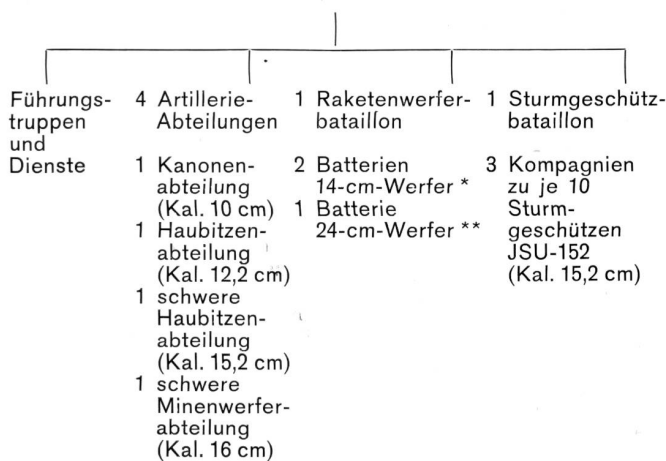 Führungs-
truppen
und
Dienste
4 Artillerie-
Abteilungen
1 Kanonen-
abteilung
(Kal. 10 cm)
1 Haubitzen-
abteilung
(Kal. 12,2 cm)
1 schwere
Haubitzen-
abteilung
(Kal. 15,2 cm)
1 schwere
Minenwerfer-
abteilung
(Kal. 16 cm)
1 Raketenwerfer-
bataillon
2 Batterien
14-cm-Werfer *
1 Batterie
24-cm-Werfer **
1 Sturmgeschütz-
bataillon
3 Kompagnien
zu je 10
Sturm-
geschützen
JSU-152
(Kal. 15,2 cm)